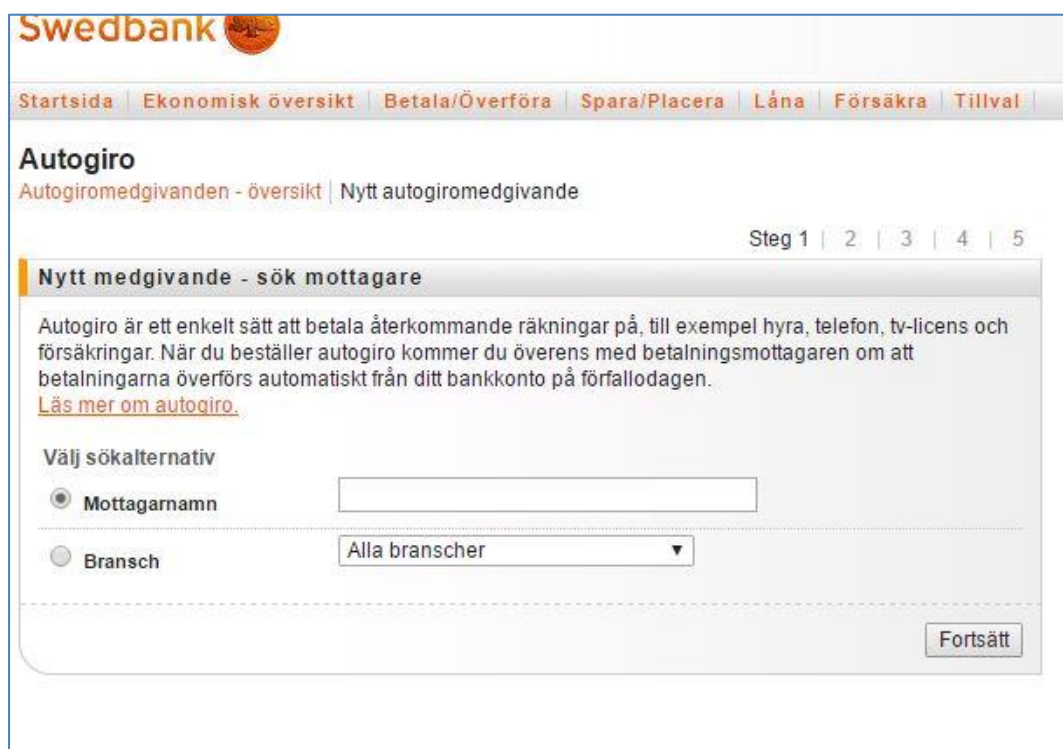 Swedbank
Startsida | Ekonomisk översikt | Betala/Överföra | Spara/Placera | Låna | Försäkra | Tillval
Autogiro
Autogiromedgivanden - översikt | Nytt autogiromedgivande
Steg 1 | 2 | 3 | 4 | 5
Nytt medgivande - sök mottagare
Autogiro är ett enkelt sätt att betala återkommande räkningar på, till exempel hyra, telefon, tv-licens och
försäkringar. När du beställer autogiro kommer du överens med betalningsmottagaren om att
betalningarna överförs automatiskt från ditt bankkonto på förfallodagen.
Läs mer om autogiro.
Välj sökalternativ
Mottagarnamn
Bransch Alla branscher
Fortsätt